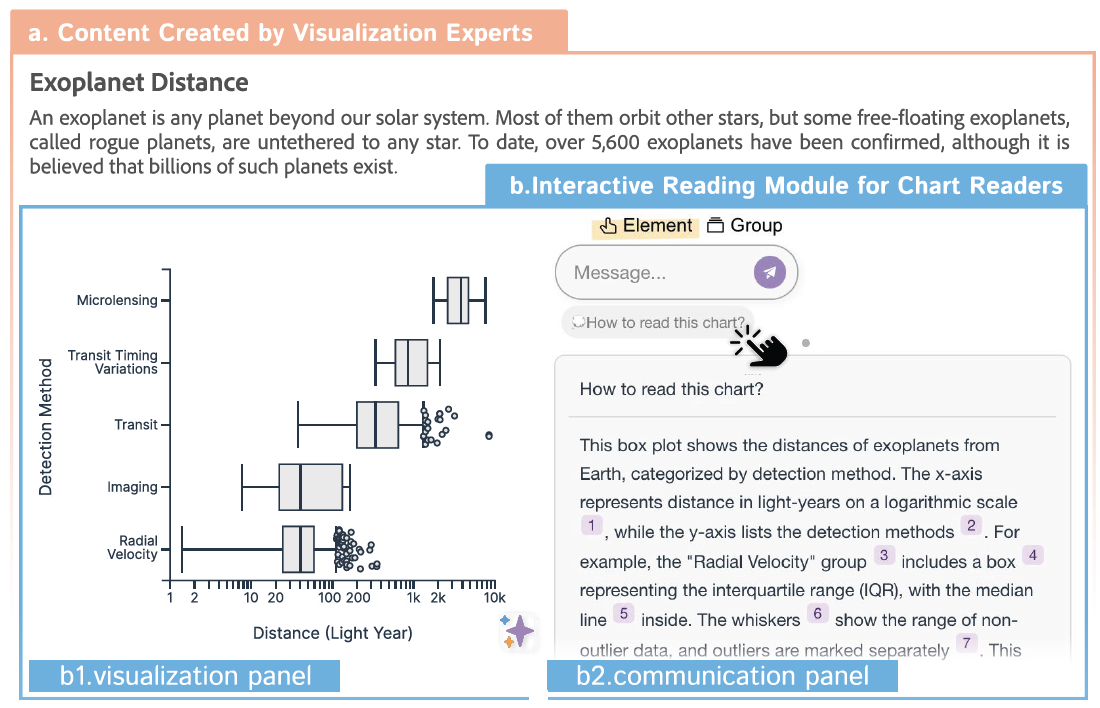 a. Content Created by Visualization Experts
Exoplanet Distance
An exoplanet is any planet beyond our solar system. Most of them orbit other stars, but some free-floating exoplanets,
called rogue planets, are untethered to any star. To date, over 5,600 exoplanets have been confirmed, although it is
believed that billions of such planets exist.
b.Interactive Reading Module for Chart Readers
Detection Method
Microlensing
Transit Timing
Variations
Transit
Imaging
Radial
Velocity
1 2 10 20 100 200 1k 2k 10k
Distance (Light Year)
b1.visualization panel
Element Group
Message...
How to read this chart?
How to read this chart?
This box plot shows the distances of exoplanets from
Earth, categorized by detection method. The x-axis
represents distance in light-years on a logarithmic scale
1 , while the y-axis lists the detection methods 2 . For
example, the "Radial Velocity" group 3 includes a box 4
representing the interquartile range (IQR), with the median
line 5 inside. The whiskers 6 show the range of non-
outlier data, and outliers are marked separately 7 . This
b2.communication panel